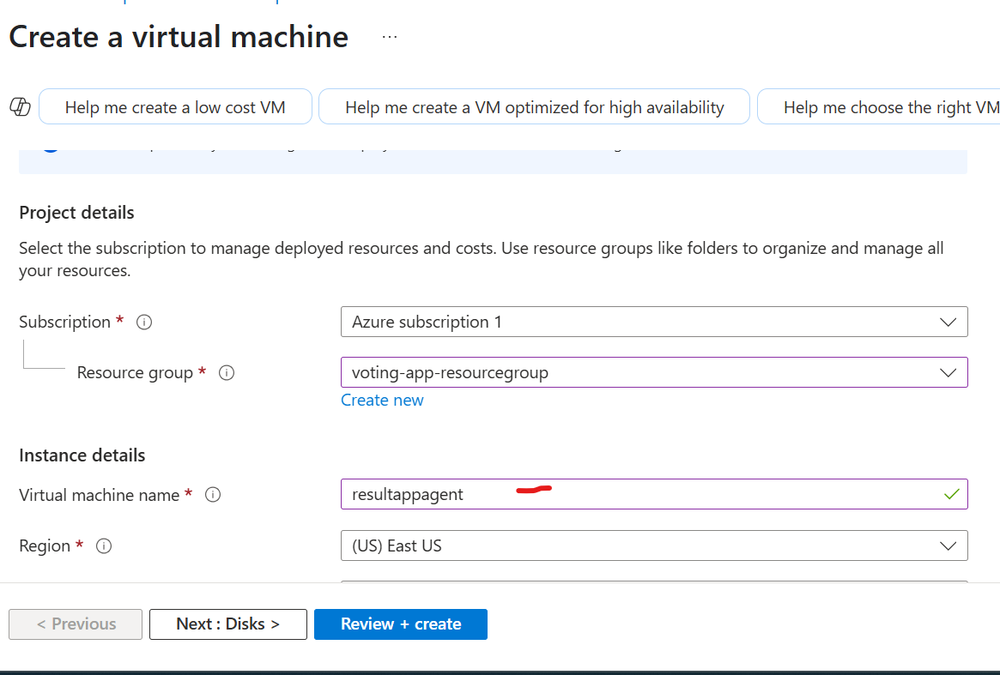 Create a virtual machine ...
Help me create a low cost VM
Help me create a VM optimized for high availability
Help me choose the right VM
Project details
Select the subscription to manage deployed resources and costs. Use resource groups like folders to organize and manage all
your resources.
Subscription *
Azure subscription 1
Resource group *
voting-app-resourcegroup
Create new
Instance details
Virtual machine name *
resultappagent
Region *
(US) East US
< Previous
Next : Disks >
Review + create